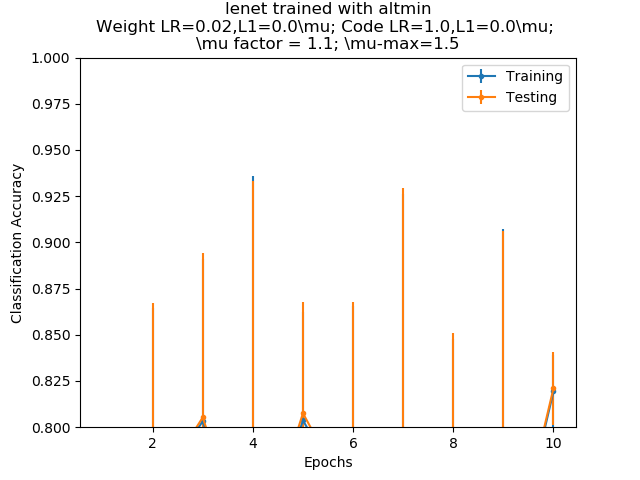 lenet trained with altmin
Weight LR=0.02,L1=0.0\mu; Code LR=1.0,L1=0.0\mu;
\mu factor = 1.1; \mu-max=1.5
Training
Testing
Classification Accuracy
1.000
0.975
0.950
0.925
0.900
0.875
0.850
0.825
0.800
2 4 6 8 10
Epochs